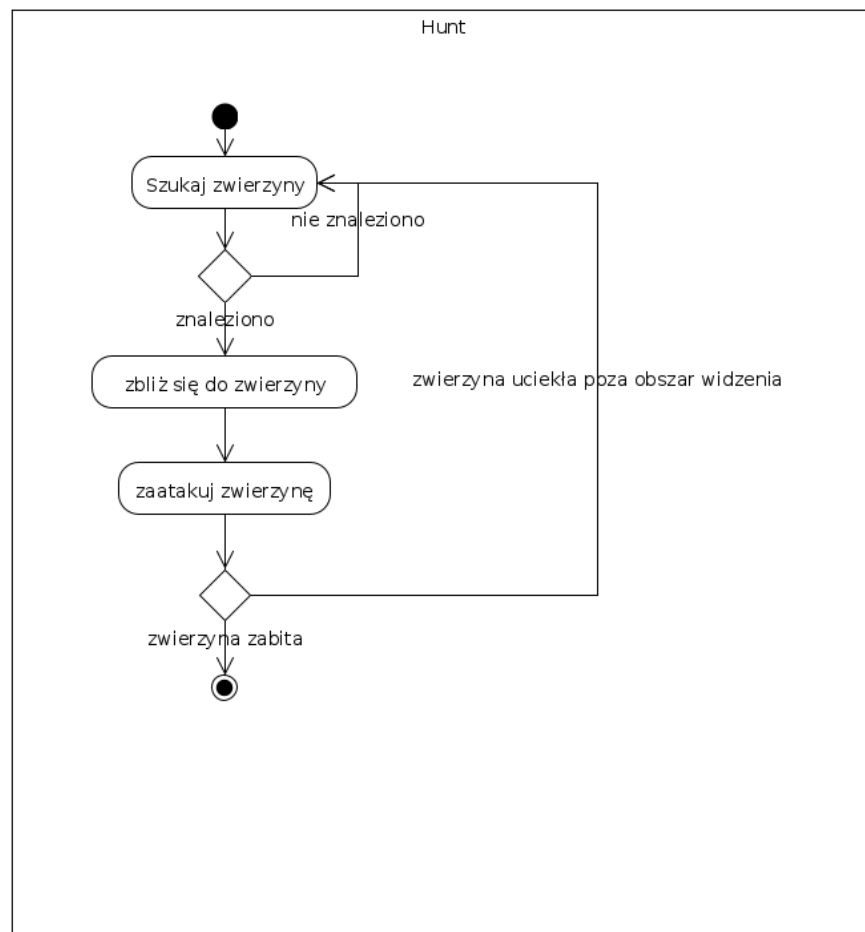 Hunt
Szukaj zwierzyny
nie znaleziono
znaleziono
zbliż się do zwierzyny
zwierzyna uciekła poza obszar widzenia
zaatakuj zwierzynę
zwierzyna zabita